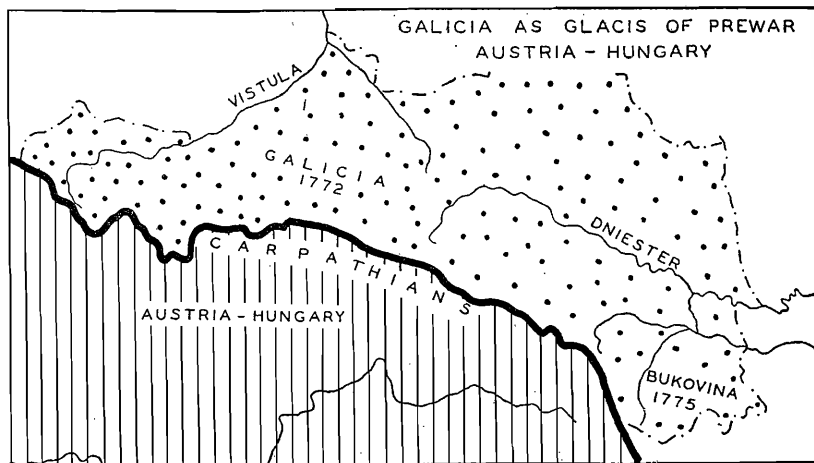 GALICIA AS GLACIS OF PREWAR
AUSTRIA - HUNGARY
VISTULA
GALICIA
1772
DNIESTER
CARPATHIANS
AUSTRIA - HUNGARY
BUKOVINA
1775